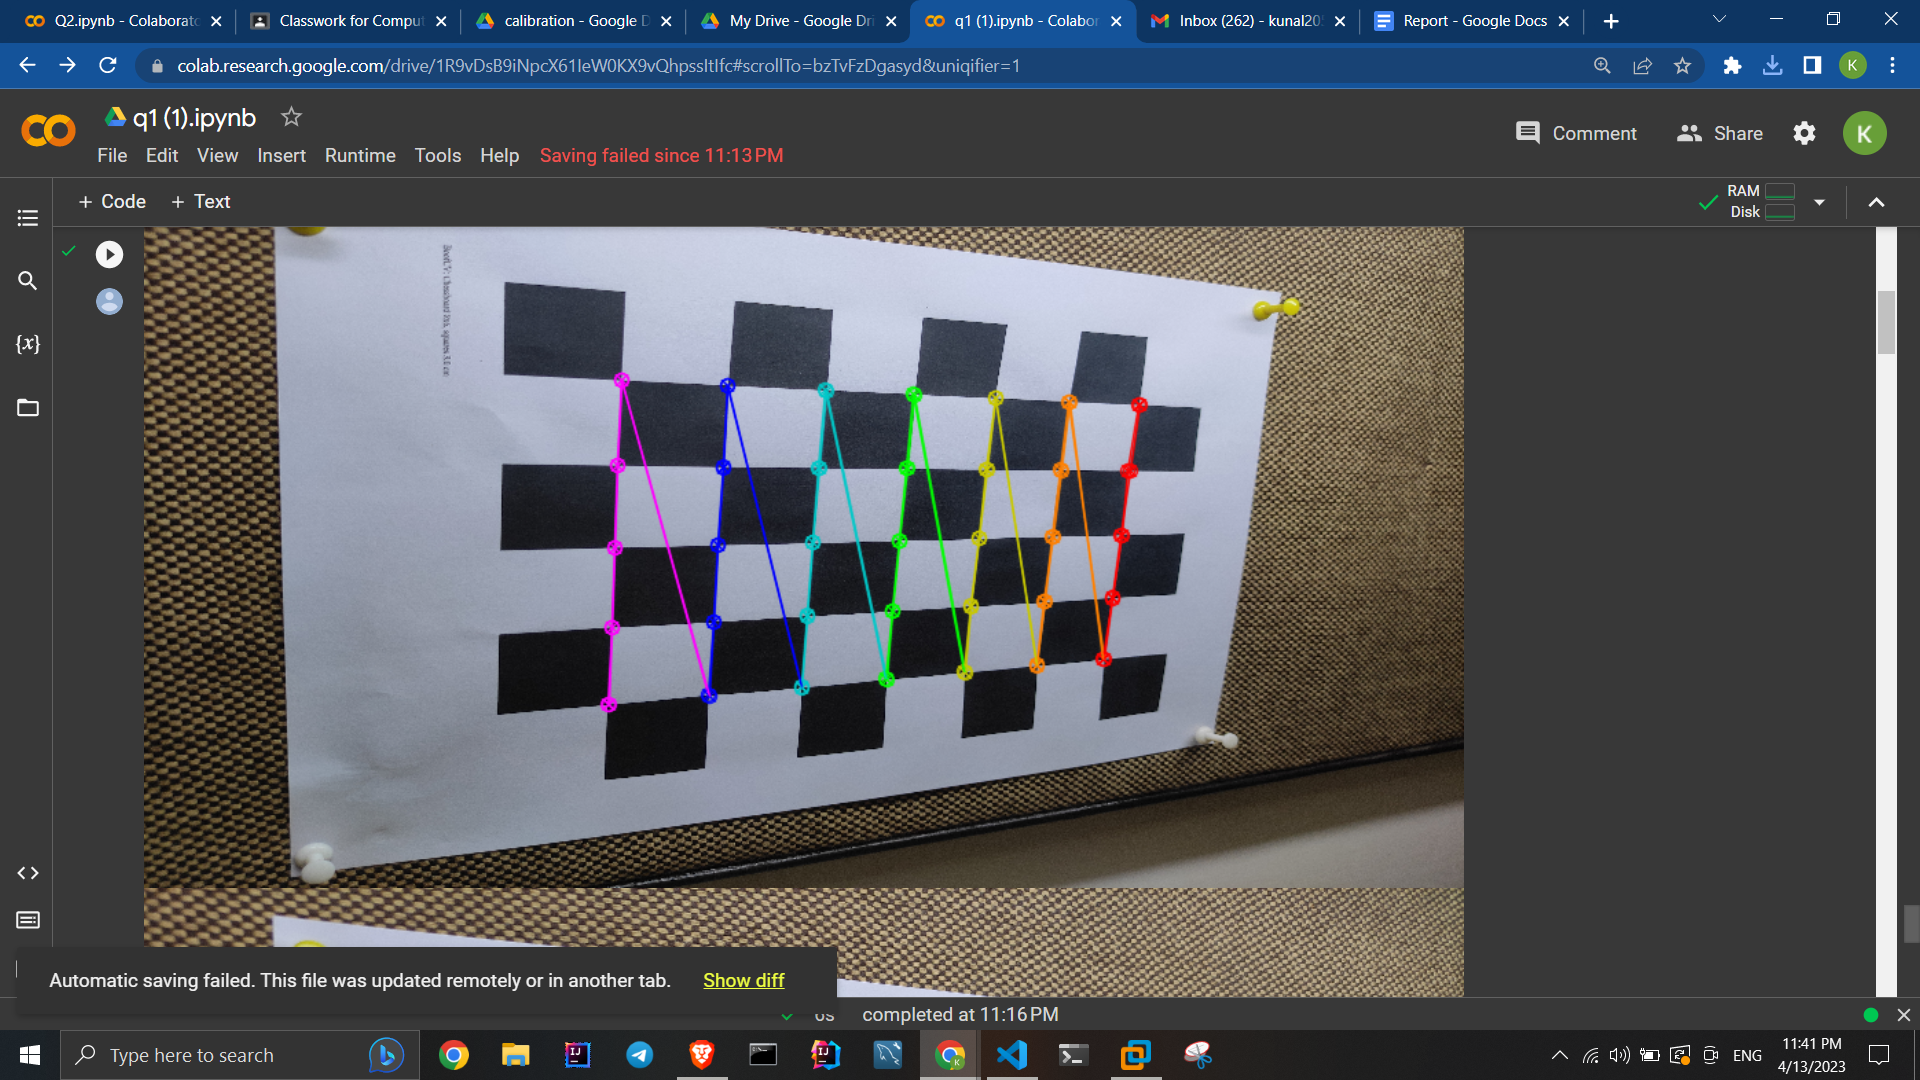 Q2.ipynb - Colaborato
Classwork for Comput
calibration - Google D
My Drive - Google Dri
q1 (1).ipynb - Colabor
Inbox (262) - kunal205
Report - Google Docs
colab.research.google.com/drive/1R9vDsB9iNpcX61IeW0KX9vQhpssItIfc#scrollTo=bzTvFzDgasyd&uniqifier=1
K
q1 (1).ipynb
Comment
Share
K
File Edit View Insert Runtime Tools Help Saving failed since 11:13 PM
+ Code + Text
RAM
Disk
{x}
Automatic saving failed. This file was updated remotely or in another tab. Show diff
0s completed at 11:16 PM
Type here to search
ENG
11:41 PM
4/13/2023